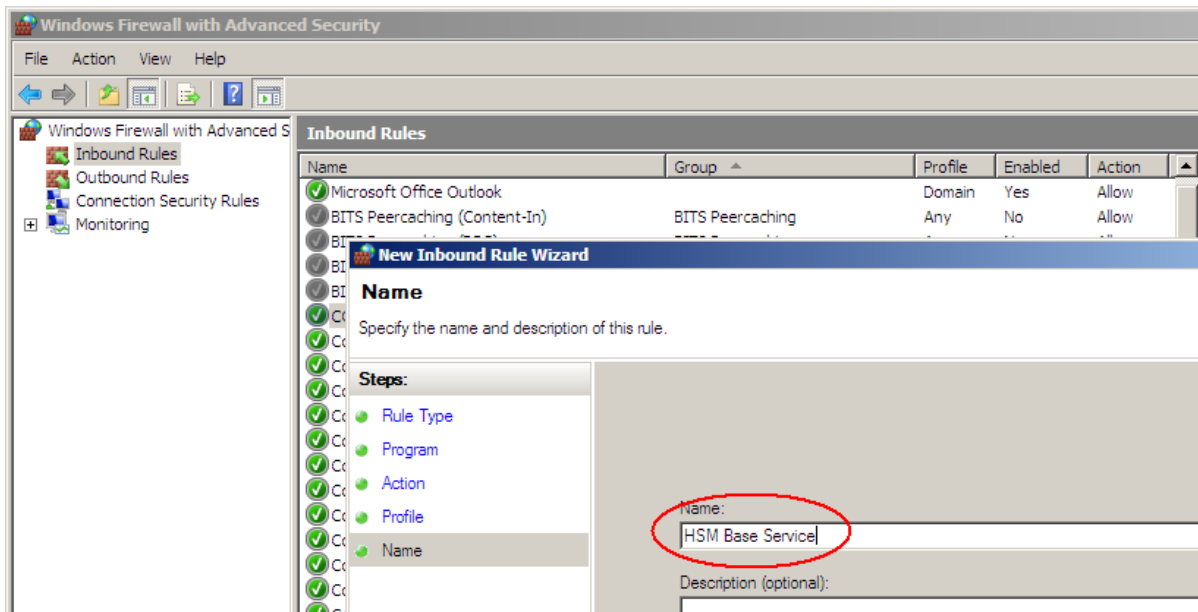 Windows Firewall with Advanced Security
File Action View Help
Windows Firewall with Advanced S
Inbound Rules
Outbound Rules
Connection Security Rules
Monitoring
Inbound Rules
Name Group Profile Enabled Action
Microsoft Office Outlook Domain Yes Allow
BITS Peercaching (Content-In) BITS Peercaching Any No Allow
New Inbound Rule Wizard
Name
Specify the name and description of this rule.
Steps:
Rule Type
Program
Action
Profile
Name
Name:
HSM Base Service
Description (optional):